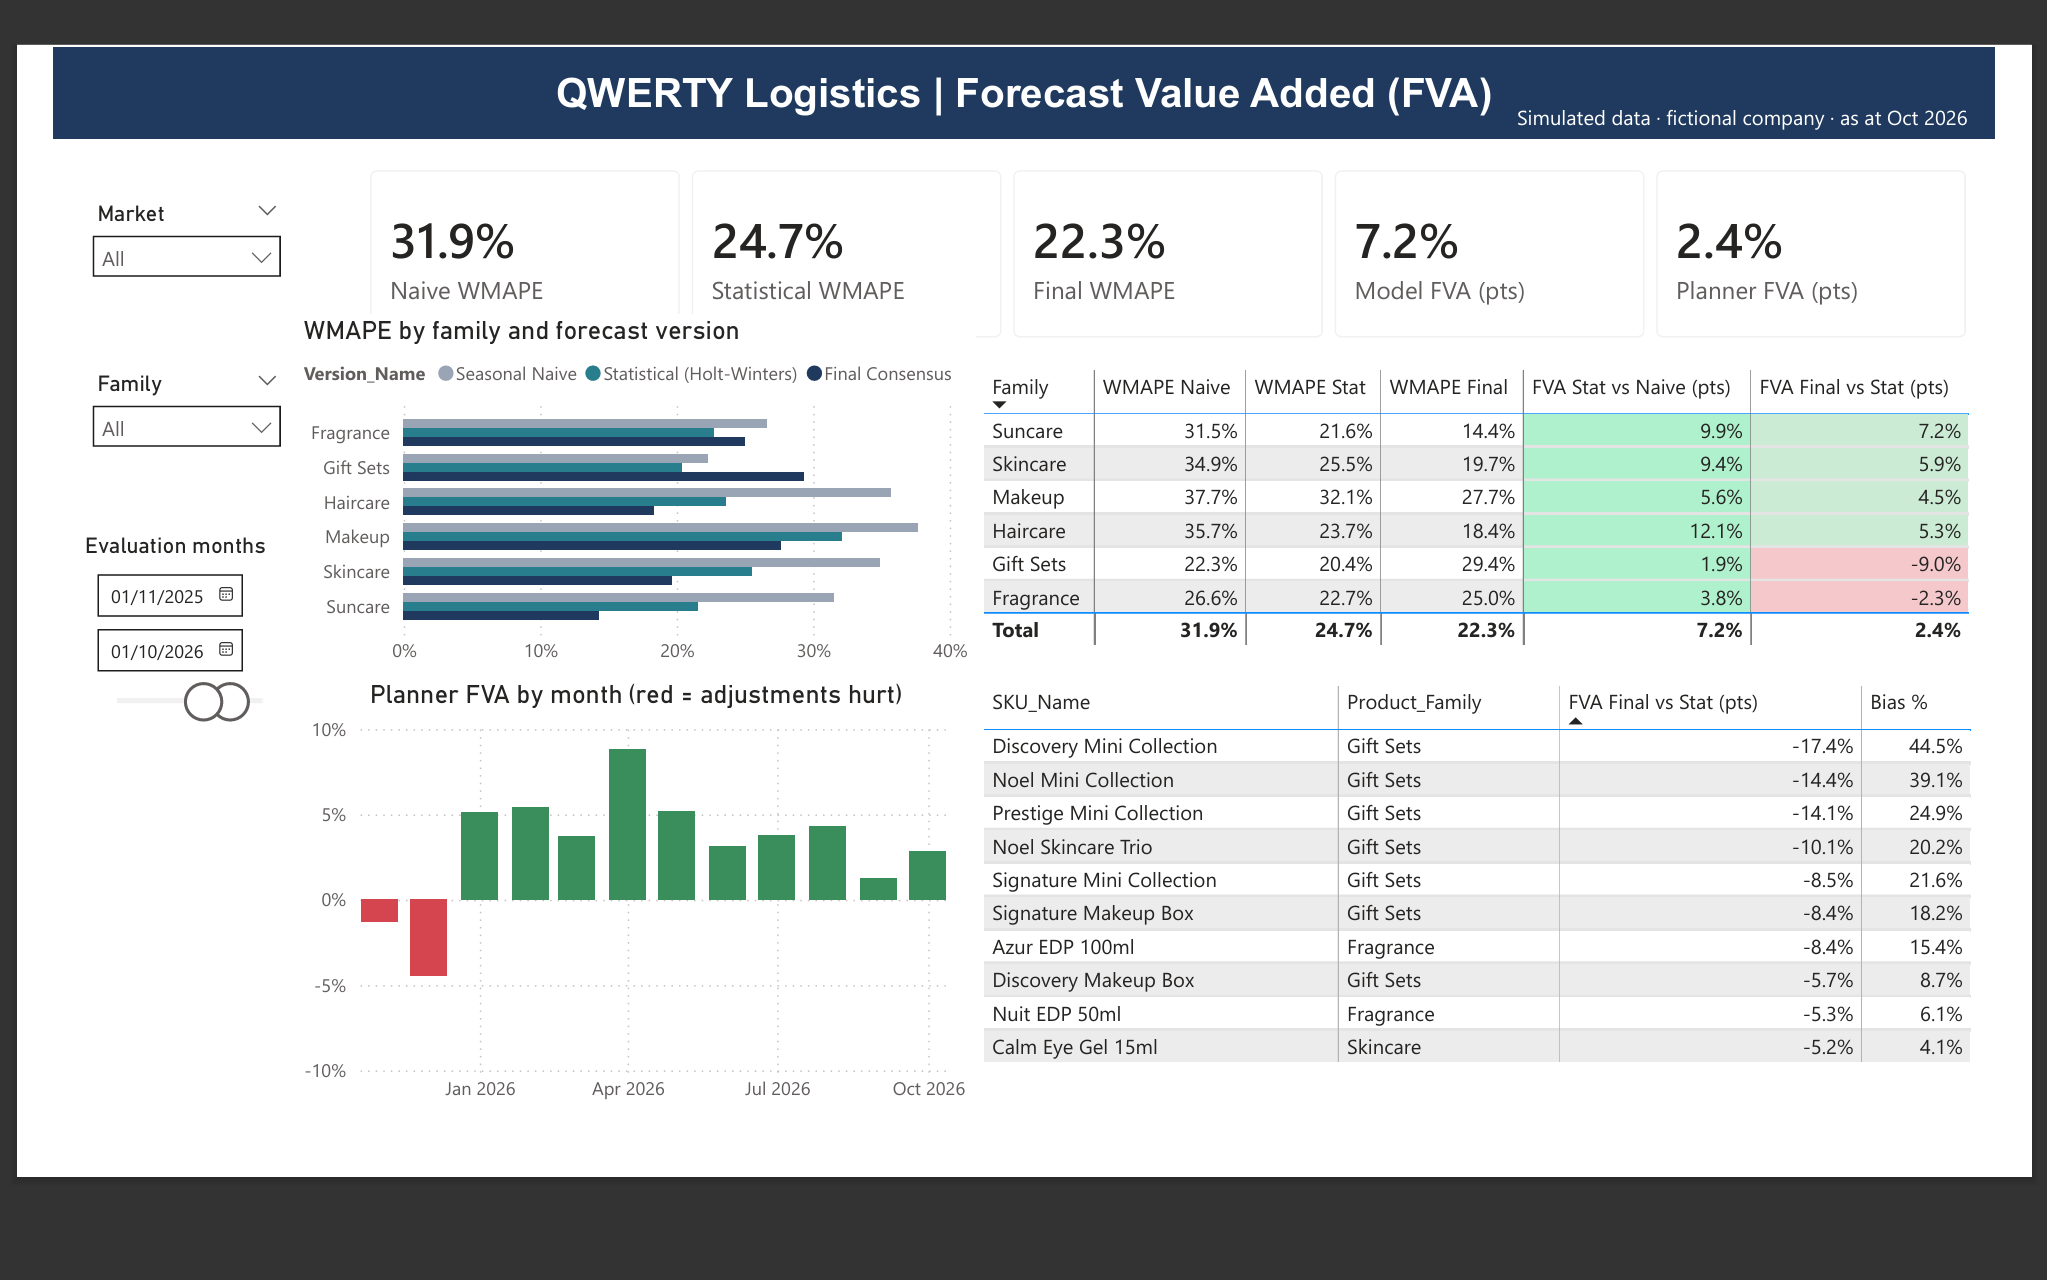 QWERTY Logistics | Forecast Value Added (FVA)
Simulated data · fictional company · as at Oct 2026
Market
All
Family
All
Evaluation months
01/11/2025
01/10/2026
31.9%
Naive WMAPE
24.7%
Statistical WMAPE
22.3%
Final WMAPE
7.2%
Model FVA (pts)
2.4%
Planner FVA (pts)
WMAPE by family and forecast version
Version_Name Seasonal Naive Statistical (Holt-Winters) Final Consensus
Fragrance
Gift Sets
Haircare
Makeup
Skincare
Suncare
0% 10% 20% 30% 40%
Family WMAPE Naive WMAPE Stat WMAPE Final FVA Stat vs Naive (pts) FVA Final vs Stat (pts)
Suncare 31.5% 21.6% 14.4% 9.9% 7.2%
Skincare 34.9% 25.5% 19.7% 9.4% 5.9%
Makeup 37.7% 32.1% 27.7% 5.6% 4.5%
Haircare 35.7% 23.7% 18.4% 12.1% 5.3%
Gift Sets 22.3% 20.4% 29.4% 1.9% -9.0%
Fragrance 26.6% 22.7% 25.0% 3.8% -2.3%
Total 31.9% 24.7% 22.3% 7.2% 2.4%
Planner FVA by month (red = adjustments hurt)
10%
5%
0%
-5%
-10%
Jan 2026 Apr 2026 Jul 2026 Oct 2026
SKU_Name Product_Family FVA Final vs Stat (pts) Bias %
Discovery Mini Collection Gift Sets -17.4% 44.5%
Noel Mini Collection Gift Sets -14.4% 39.1%
Prestige Mini Collection Gift Sets -14.1% 24.9%
Noel Skincare Trio Gift Sets -10.1% 20.2%
Signature Mini Collection Gift Sets -8.5% 21.6%
Signature Makeup Box Gift Sets -8.4% 18.2%
Azur EDP 100ml Fragrance -8.4% 15.4%
Discovery Makeup Box Gift Sets -5.7% 8.7%
Nuit EDP 50ml Fragrance -5.3% 6.1%
Calm Eye Gel 15ml Skincare -5.2% 4.1%